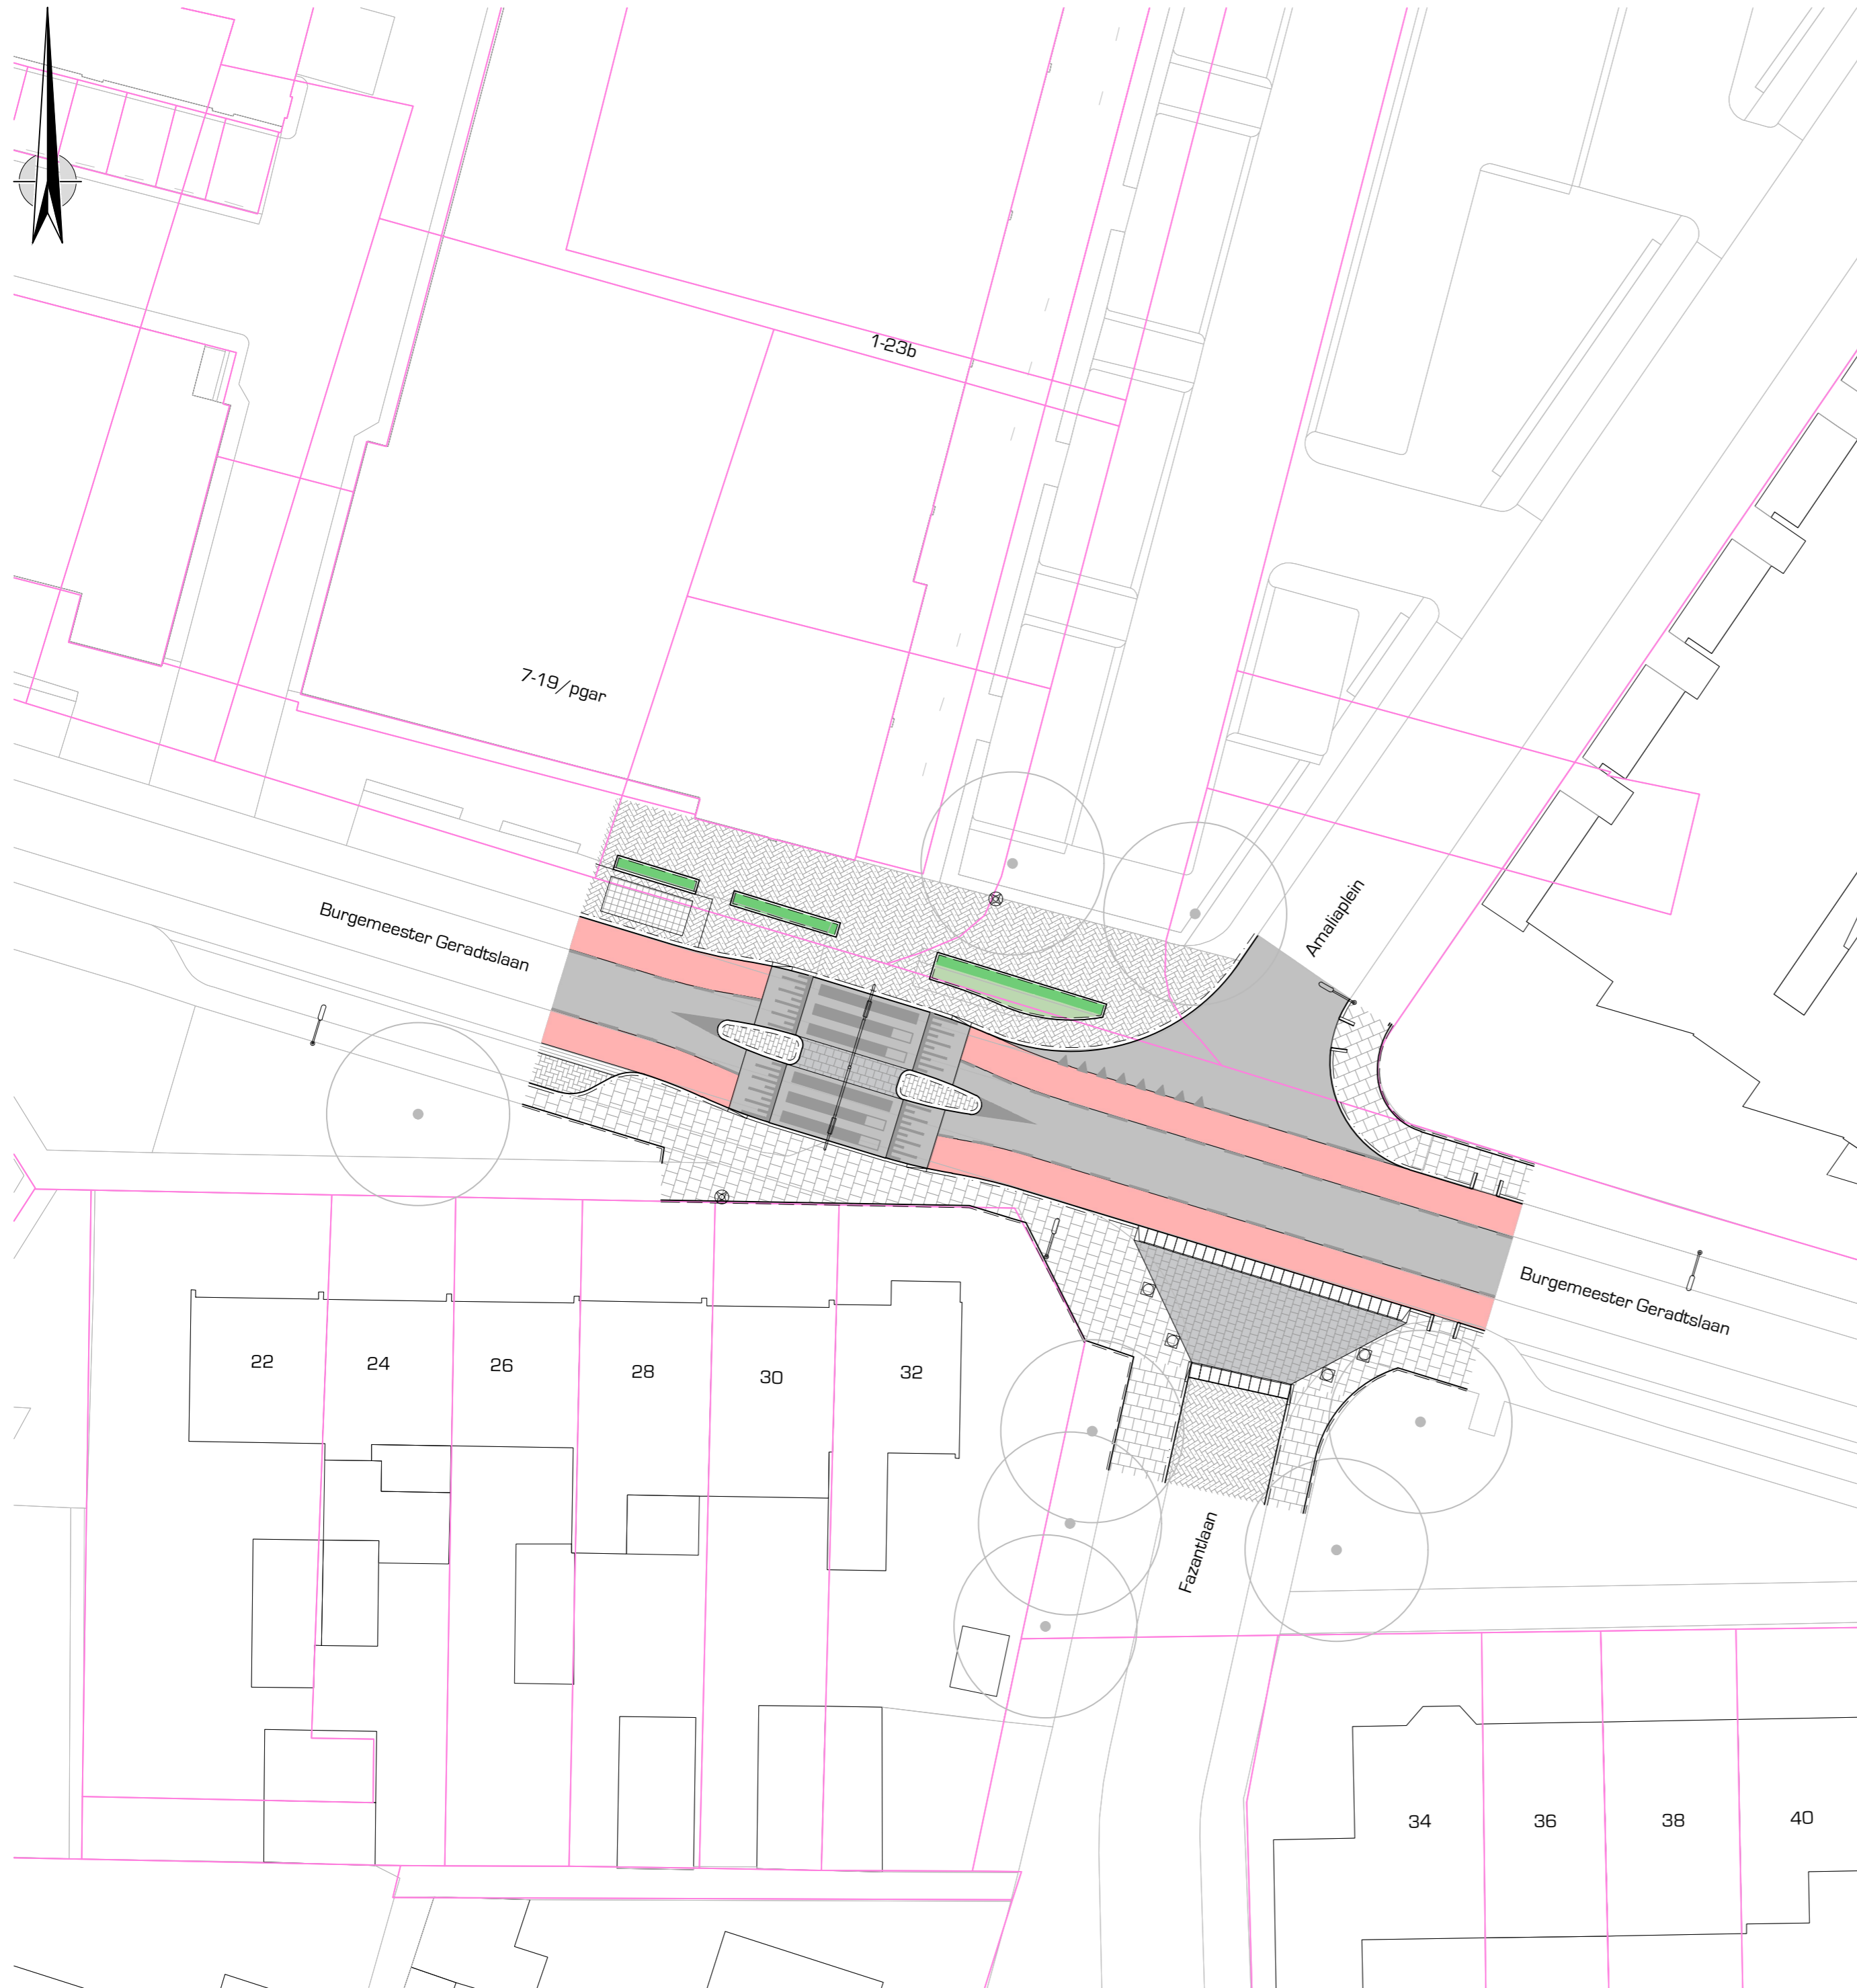 1-23b
7-19/pgar
Burgemeester Geradtslaan
Amaliaplein
Burgemeester Geradtslaan
22
24
26
28
30
32
Fazantlaan
34
36
38
40